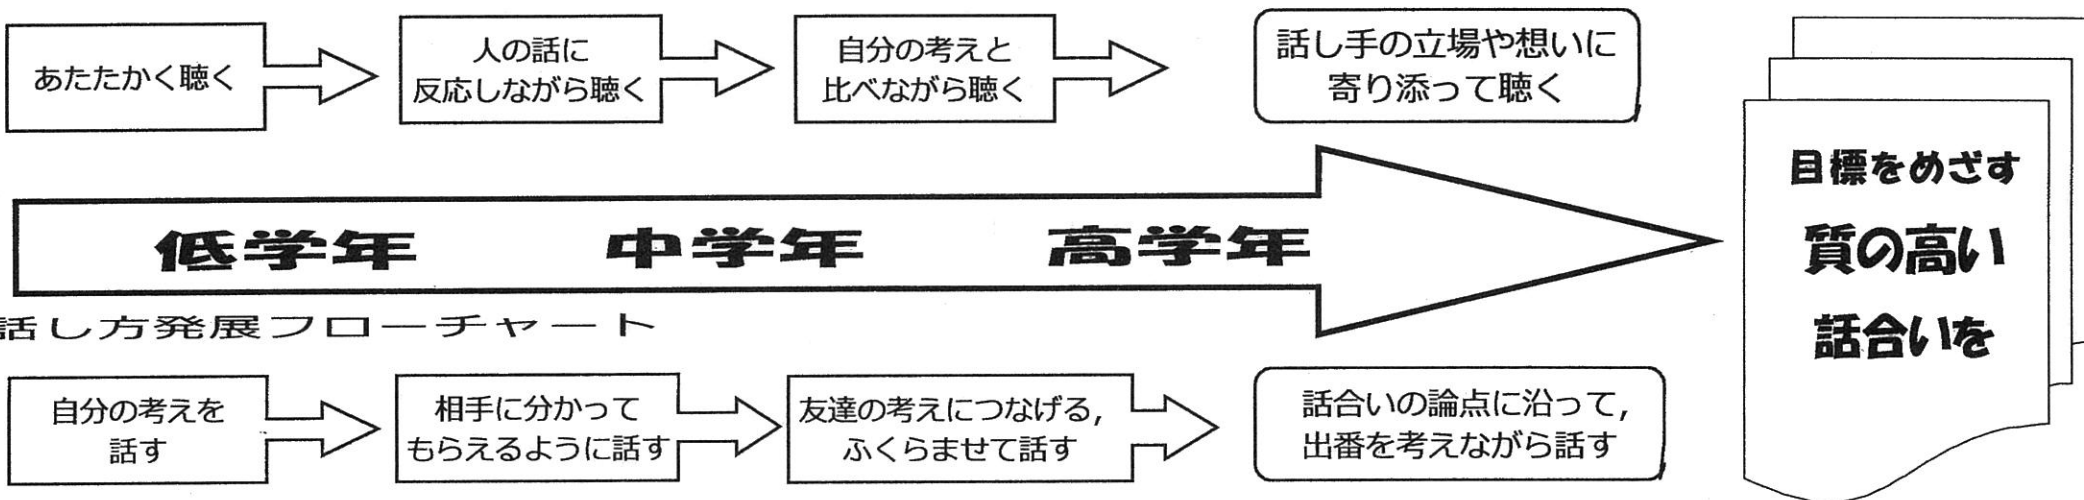 あたたかく聴く
人の話に
反応しながら聴く
自分の考えと
比べながら聴く
話し手の立場や想いに
寄り添って聴く
低学年 中学年 高学年
目標をめざす
質の高い
話合いを
話し方発展フローチャート
自分の考えを
話す
相手に分かって
もらえるように話す
友達の考えにつなげる,
ふくらませて話す
話合いの論点に沿って,
出番を考えながら話す